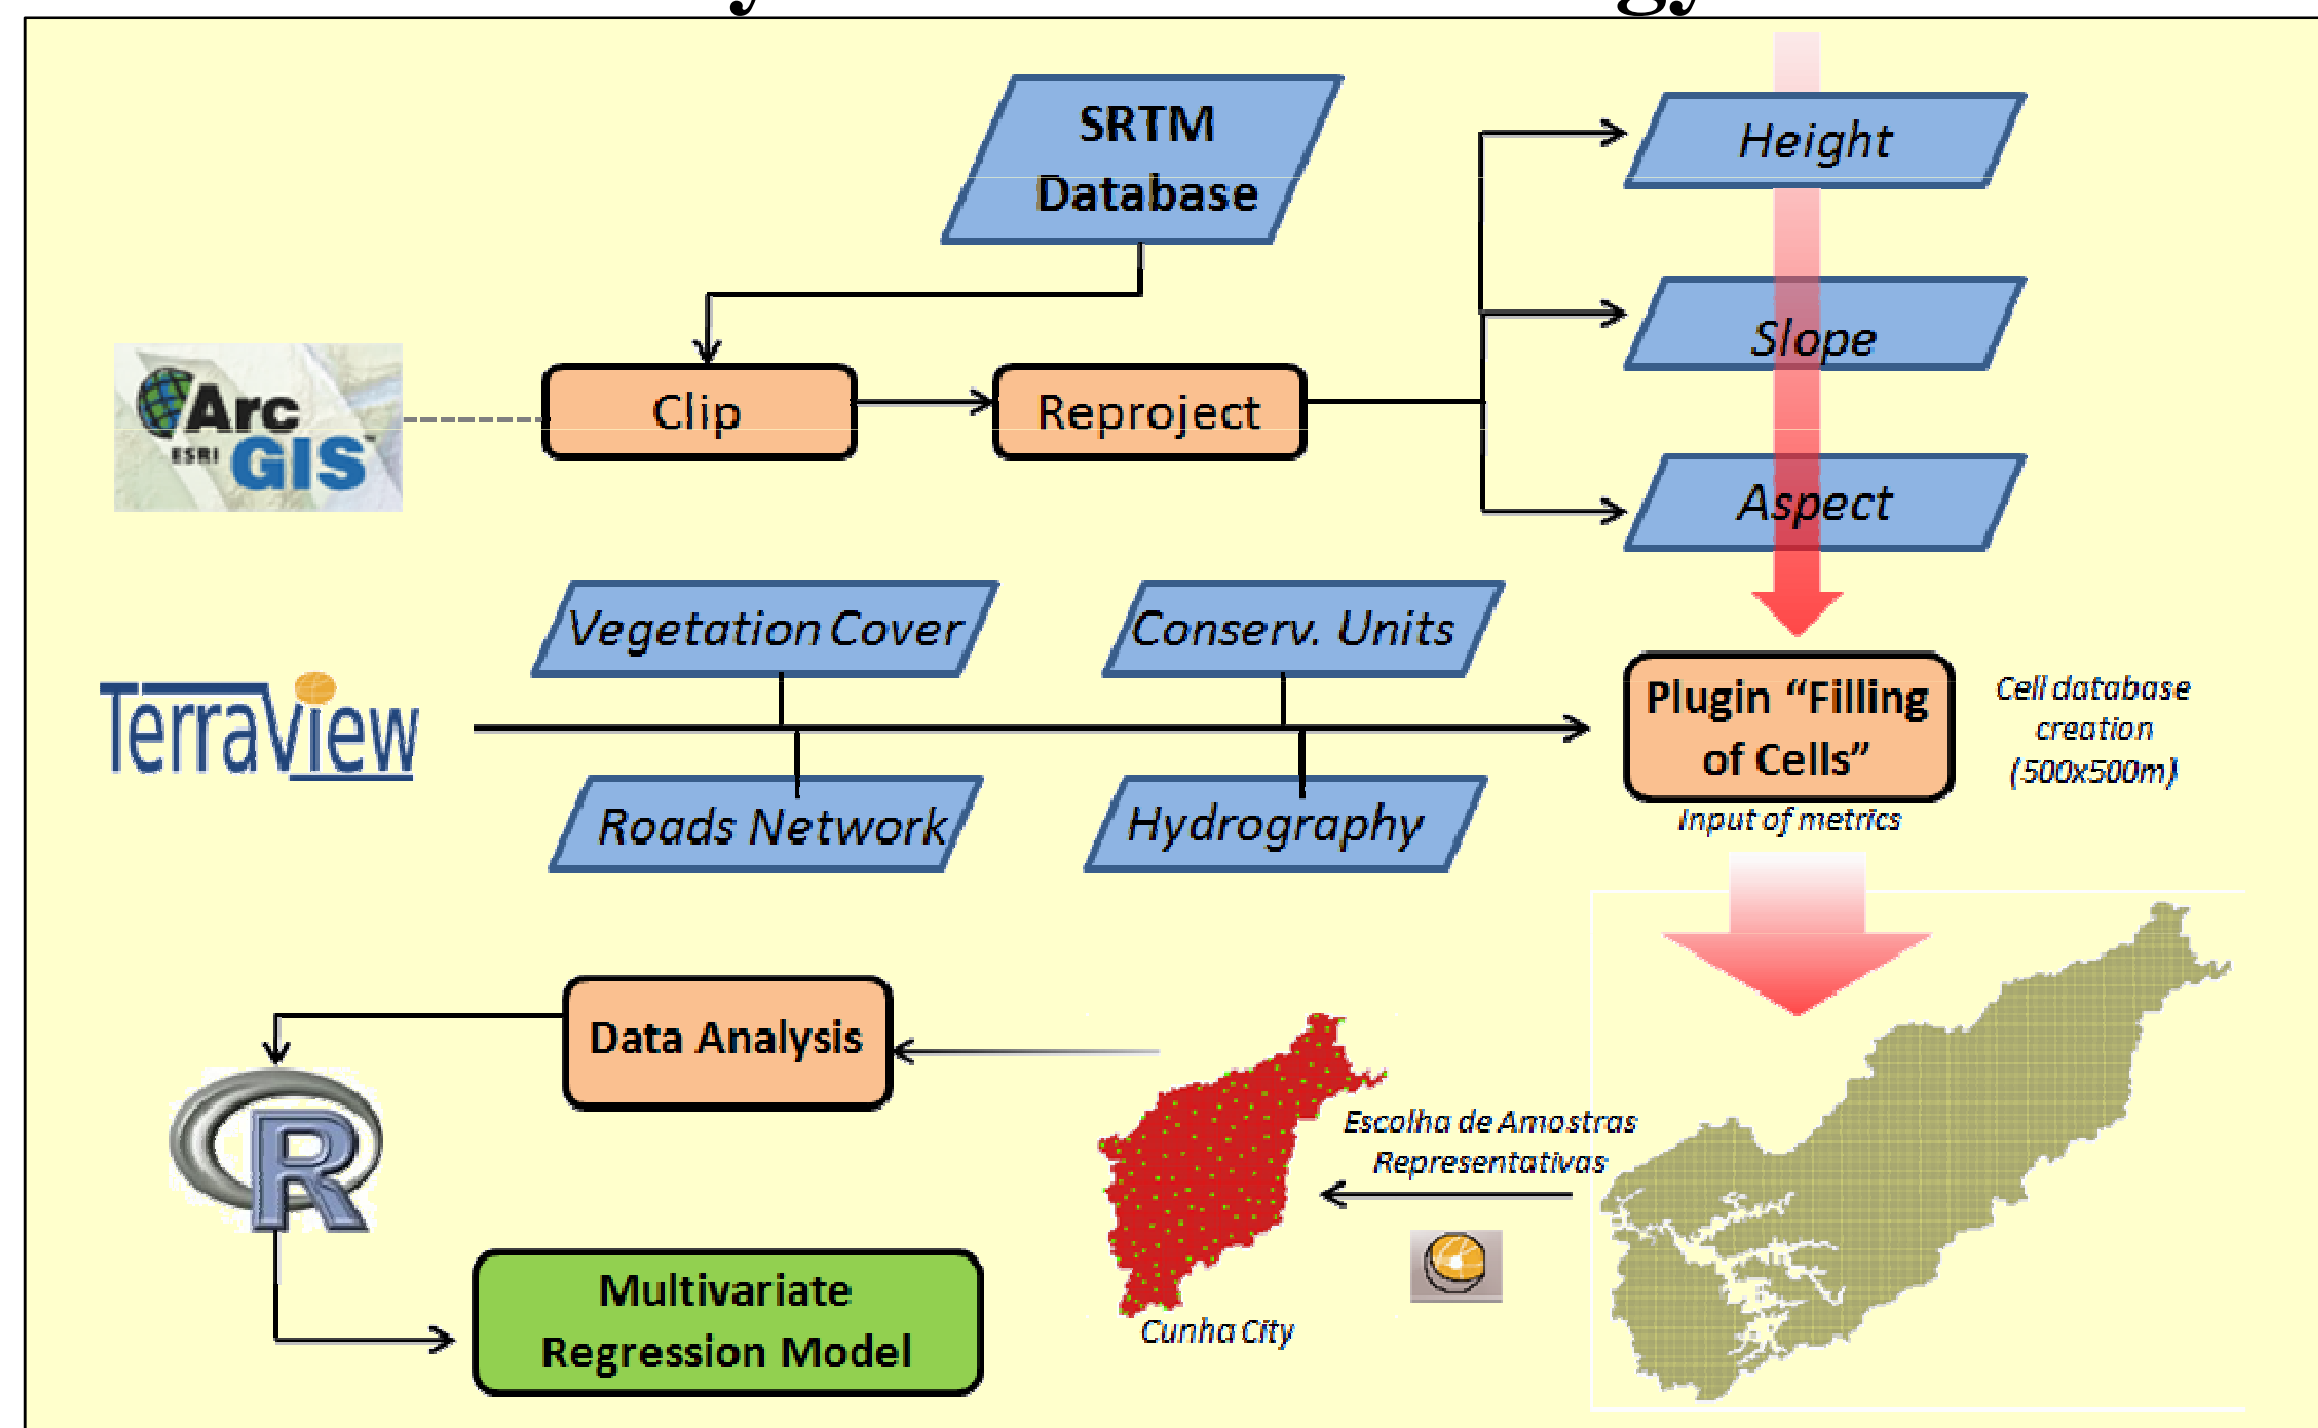 SRTM
Database
Height
Slope
Aspect
Arc
ESRI
GIS
Clip
Reproject
Vegetation Cover
Conserv. Units
TerraView
Roads Network
Hydrography
Plugin “Filling
of Cells”
Input of metrics
Cell database
creation
(500x500m)
Data Analysis
R
Escolha de Amostras
Representativas
Cunha City
Multivariate
Regression Model